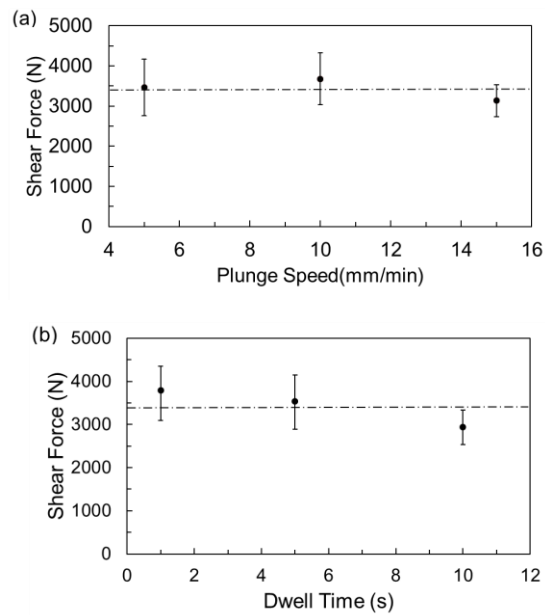 (a)
5000
4000
3000
2000
1000
0
Shear Force (N)
4 6 8 10 12 14 16
Plunge Speed(mm/min)
(b)
5000
4000
3000
2000
1000
0
Shear Force (N)
0 2 4 6 8 10 12
Dwell Time (s)